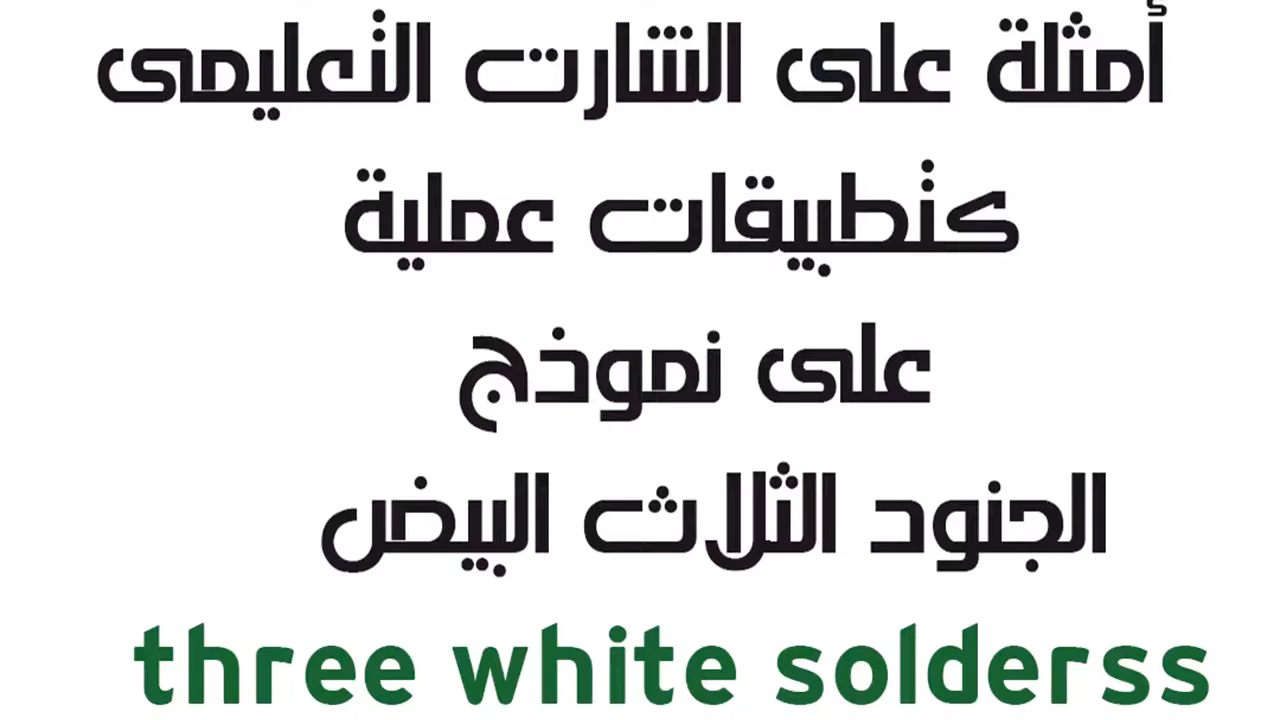 أمثلة على الشارت التعليمى
كتطبيقات عملية
على نموذج
الجنود الثلاث البيض
three white solderss